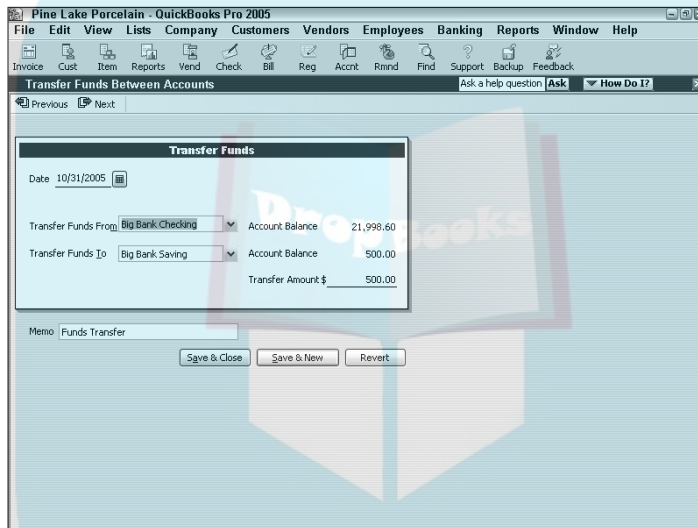 Pine Lake Porcelain - QuickBooks Pro 2005
File Edit View Lists Company Customers Vendors Employees Banking Reports Window Help
Invoice Cust Item Reports Vend Check Bill Reg Accnt Rmnd Find Support Backup Feedback
Transfer Funds Between Accounts Ask a help question Ask How Do I?
Previous Next
Transfer Funds
Date 10/31/2005
Transfer Funds From Big Bank Checking Account Balance 21,998.60
Transfer Funds To Big Bank Saving Account Balance 500.00
Transfer Amount $ 500.00
DropBooks
Memo Funds Transfer
Save & Close Save & New Revert